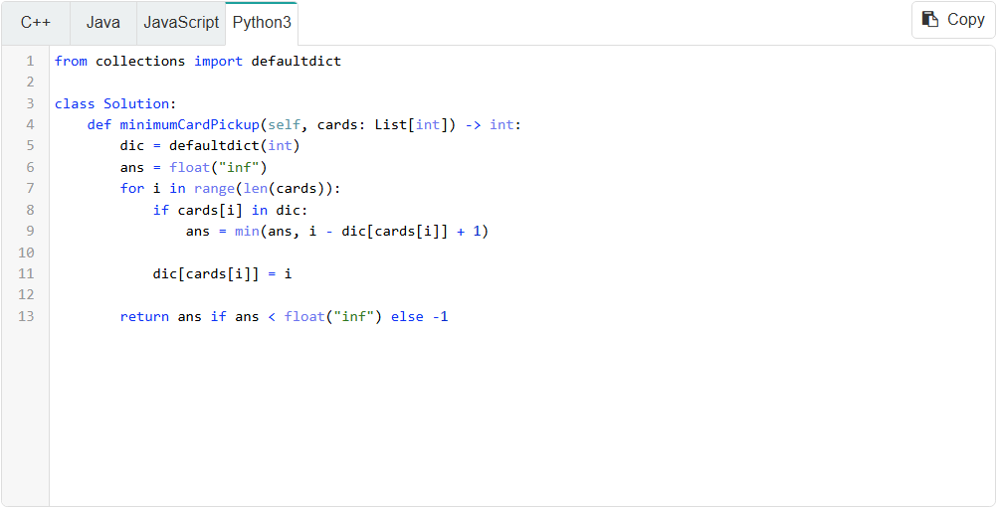 C++ Java JavaScript Python3 Copy
1 from collections import defaultdict
2
3 class Solution:
4     def minimumCardPickup(self, cards: List[int]) -> int:
5         dic = defaultdict(int)
6         ans = float("inf")
7         for i in range(len(cards)):
8             if cards[i] in dic:
9                 ans = min(ans, i - dic[cards[i]] + 1)
10
11             dic[cards[i]] = i
12
13         return ans if ans < float("inf") else -1